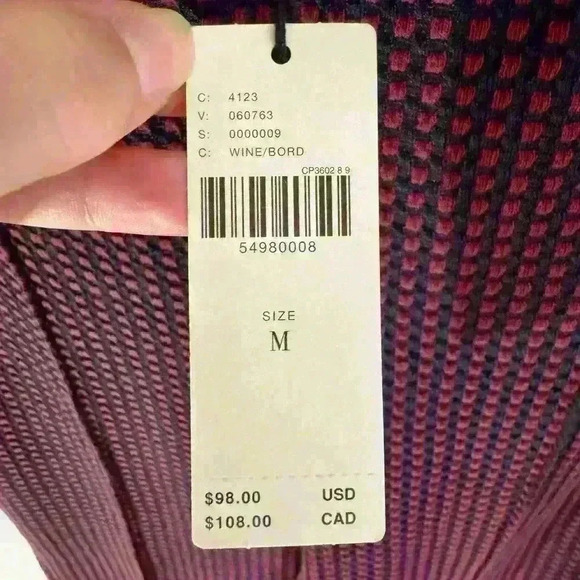 C: 4123
V: 060763
S: 0000009
C: WINE/BORD
CP3602 8 9
54980008
SIZE
M
$98.00 USD
$108.00 CAD